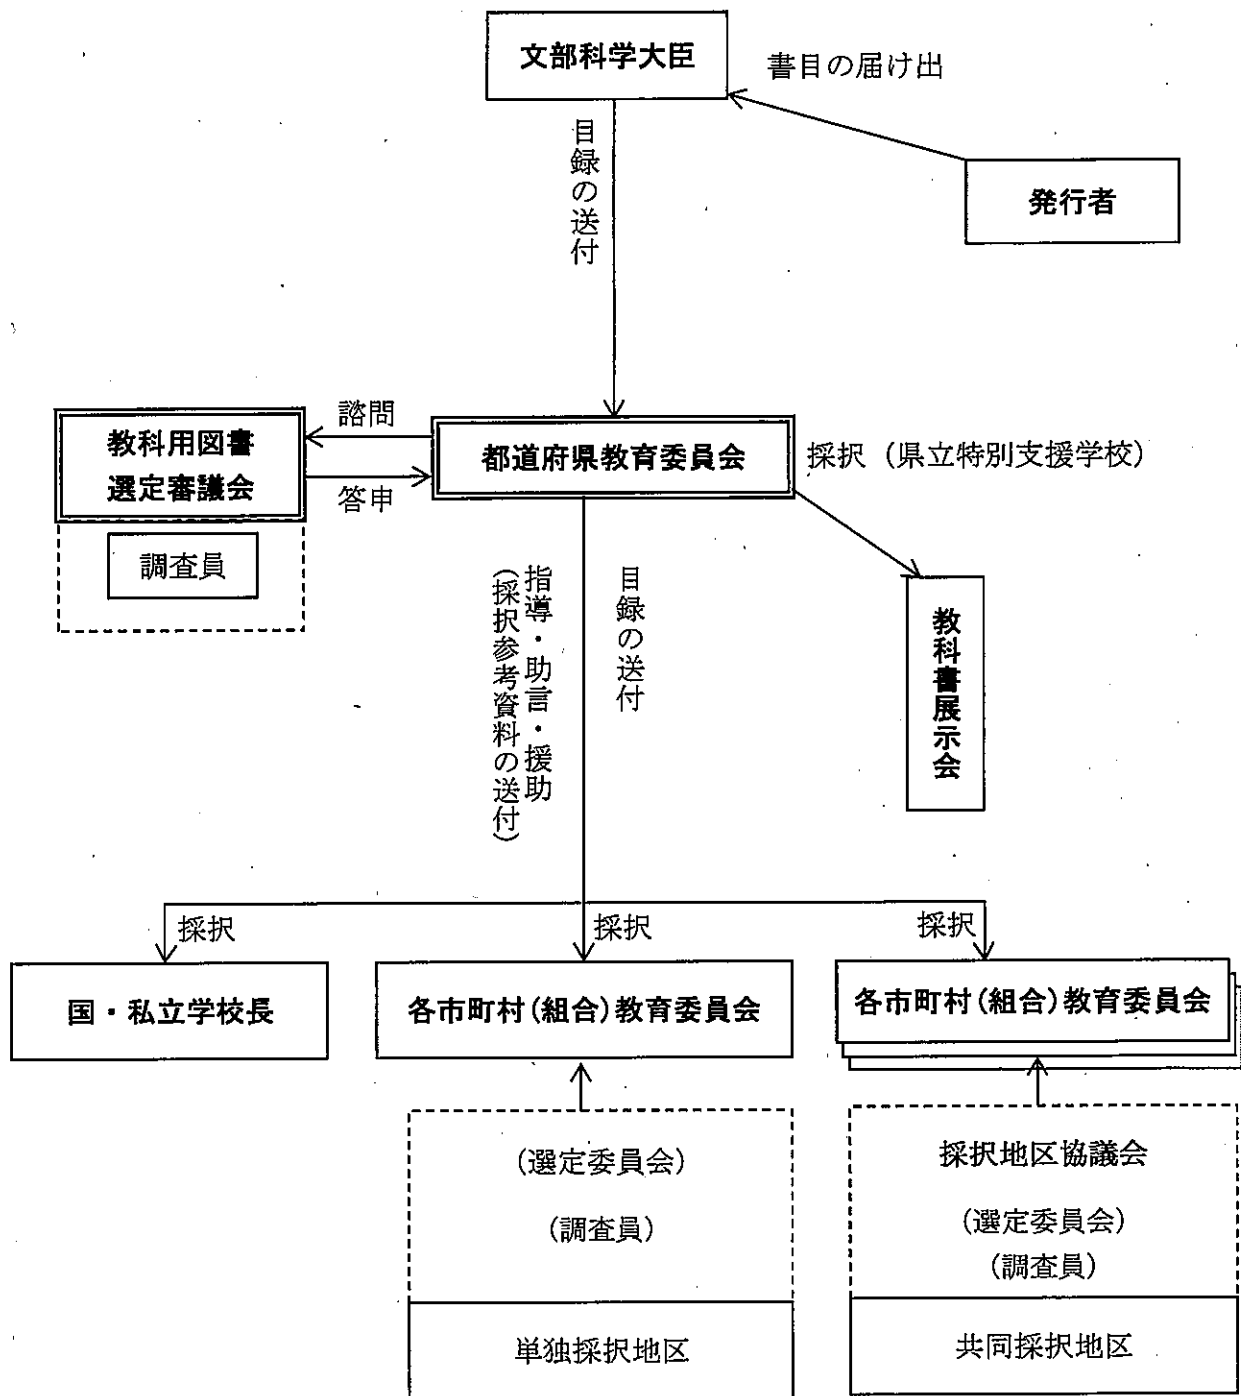 文部科学大臣
書目の届け出
目録の送付
発行者
諮問
教科用図書
選定審議会
答申
都道府県教育委員会
採択（県立特別支援学校）
調査員
指導・助言・援助
（採択参考資料の送付）
目録の送付
教科書展示会
採択
採択
採択
国・私立学校長
各市町村（組合）教育委員会
各市町村（組合）教育委員会
（選定委員会）
（調査員）
単独採択地区
採択地区協議会
（選定委員会）
（調査員）
共同採択地区